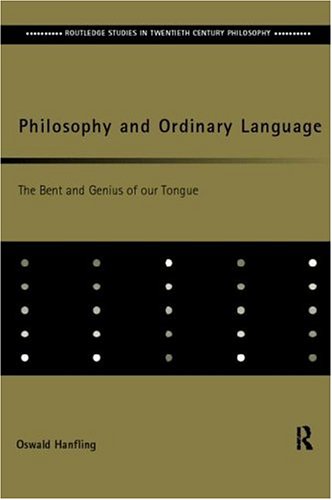 ROUTLEDGE STUDIES IN TWENTIETH CENTURY PHILOSOPHY
Philosophy and Ordinary Language
The Bent and Genius of our Tongue
Oswald Hanfling
R